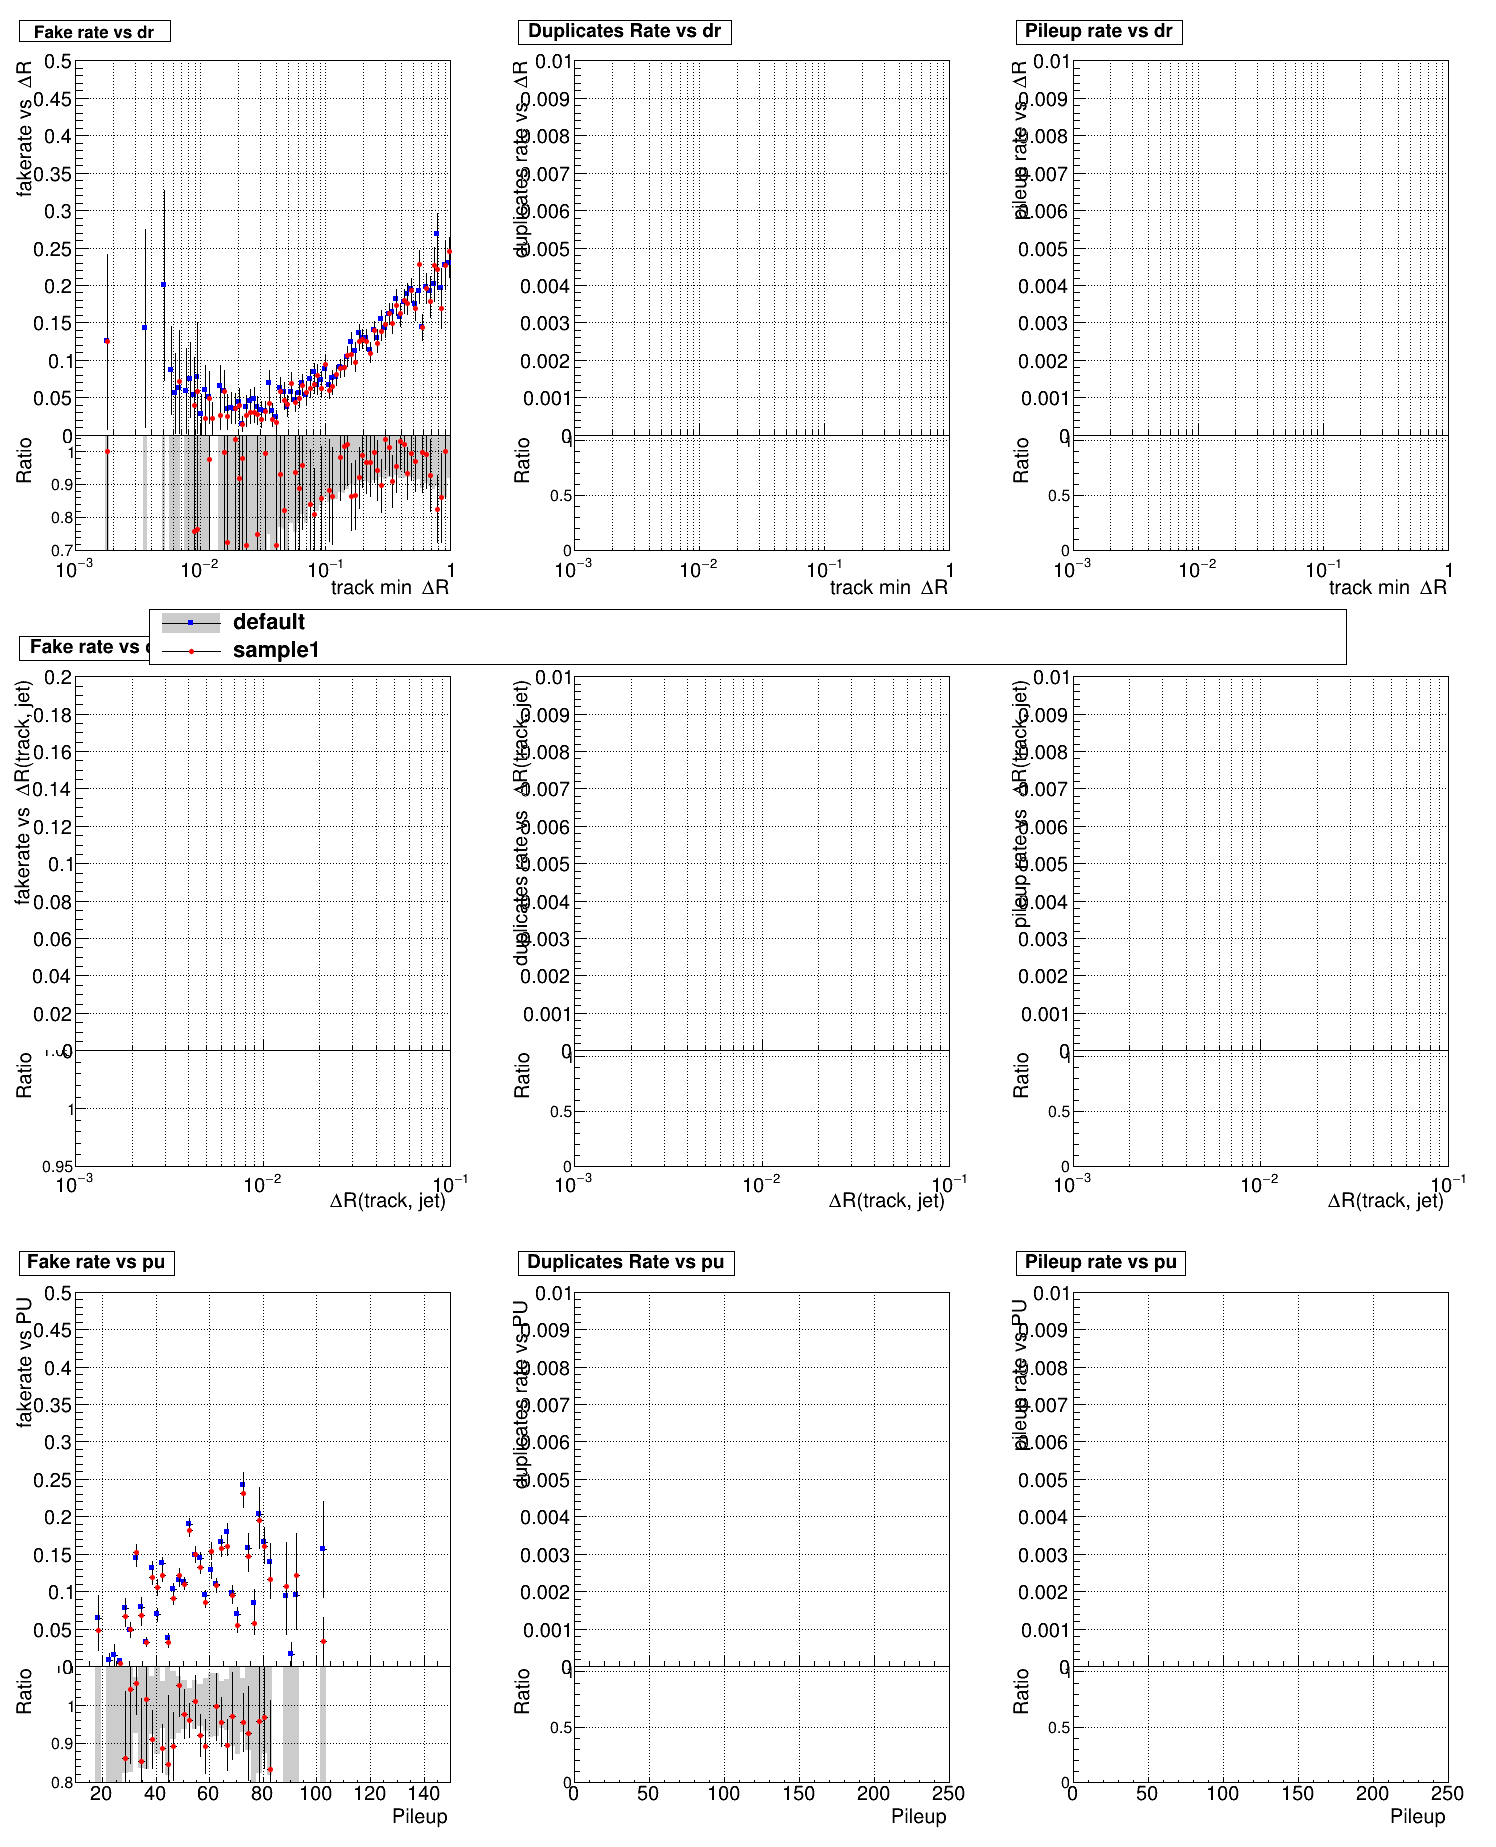 Fake rate vs dr
Duplicates Rate vs dr
Pileup rate vs dr
fakerate vs ΔR
0.5
0.45
0.4
0.35
0.3
0.25
0.2
0.15
0.1
0.05
0
Ratio
1
0.9
0.8
0.7
10⁻³ 10⁻² 10⁻¹ 1
track min ΔR
duplicates rate vs ΔR
0.01
0.009
0.008
0.007
0.006
0.005
0.004
0.003
0.002
0.001
0
Ratio
1
0.5
0
10⁻³ 10⁻² 10⁻¹ 1
track min ΔR
pileup rate vs ΔR
0.01
0.009
0.008
0.007
0.006
0.005
0.004
0.003
0.002
0.001
0
Ratio
1
0.5
0
10⁻³ 10⁻² 10⁻¹ 1
track min ΔR
default
sample1
Fake rate vs
fakerate vs ΔR(track, jet)
0.2
0.18
0.16
0.14
0.12
0.1
0.08
0.06
0.04
0.02
0
Ratio
1
0.95
10⁻³ 10⁻² 10⁻¹
ΔR(track, jet)
duplicates rate vs ΔR(track, jet)
0.01
0.009
0.008
0.007
0.006
0.005
0.004
0.003
0.002
0.001
0
Ratio
1
0.5
0
10⁻³ 10⁻² 10⁻¹
ΔR(track, jet)
pileup rate vs ΔR(track, jet)
0.01
0.009
0.008
0.007
0.006
0.005
0.004
0.003
0.002
0.001
0
Ratio
1
0.5
0
10⁻³ 10⁻² 10⁻¹
ΔR(track, jet)
Fake rate vs pu
Duplicates Rate vs pu
Pileup rate vs pu
fakerate vs PU
0.5
0.45
0.4
0.35
0.3
0.25
0.2
0.15
0.1
0.05
0
Ratio
1
0.9
0.8
20 40 60 80 100 120 140
Pileup
duplicates rate vs PU
0.01
0.009
0.008
0.007
0.006
0.005
0.004
0.003
0.002
0.001
0
Ratio
1
0.5
0
0 50 100 150 200 250
Pileup
pileup rate vs PU
0.01
0.009
0.008
0.007
0.006
0.005
0.004
0.003
0.002
0.001
0
Ratio
1
0.5
0
0 50 100 150 200 250
Pileup